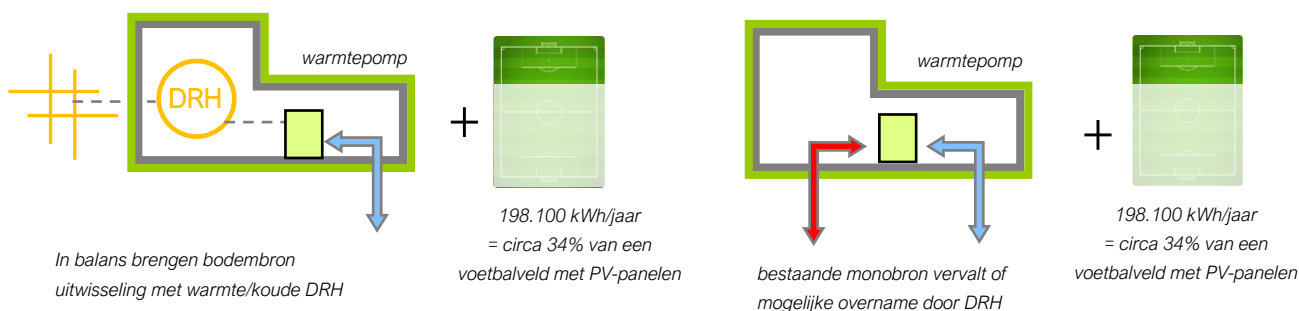 warmtepomp
DRH
+
198.100 kWh/jaar
= circa 34% van een
voetbalveld met PV-panelen
In balans brengen bodembron
uitwisseling met warmte/koude DRH
warmtepomp
+
198.100 kWh/jaar
= circa 34% van een
voetbalveld met PV-panelen
bestaande monobron vervalt of
mogelijke overname door DRH